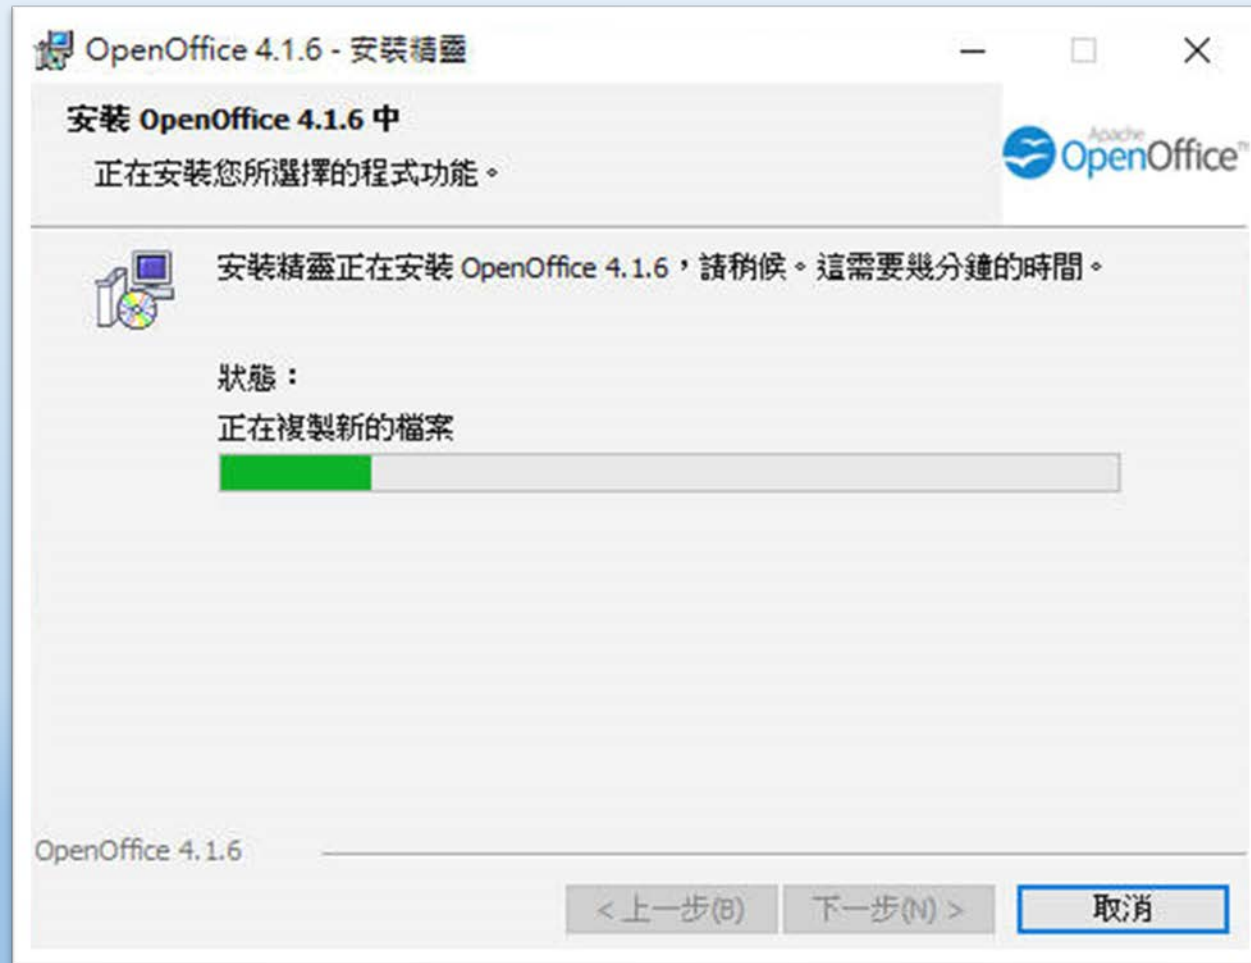 OpenOffice 4.1.6 - 安裝精靈
安裝 OpenOffice 4.1.6 中
正在安裝您所選擇的程式功能。
Apache
OpenOffice™
安裝精靈正在安裝 OpenOffice 4.1.6，請稍候。這需要幾分鐘的時間。
狀態：
正在複製新的檔案
OpenOffice 4.1.6
< 上一步(B)
下一步(N) >
取消